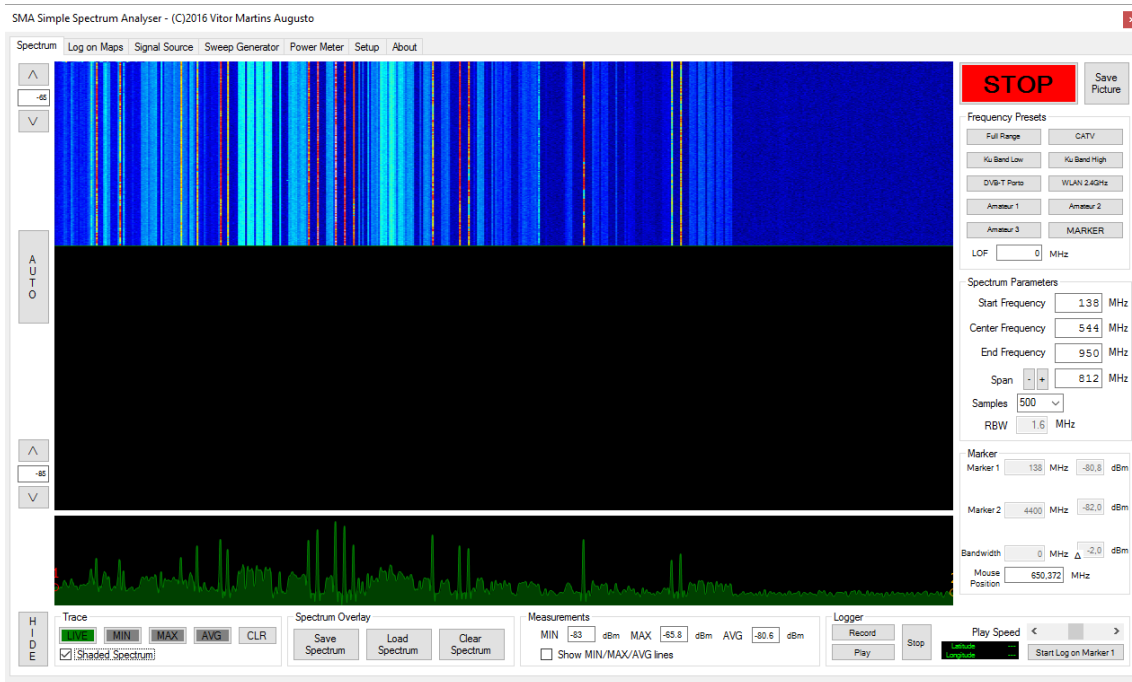 SMA Simple Spectrum Analyser - (C)2016 Vitor Martins Augusto
Spectrum Log on Maps Signal Source Sweep Generator Power Meter Setup About
-65
AUTO
-85
HIDE
STOP
Save Picture
Frequency Presets
Full Range CATV
Ku Band Low Ku Band High
DVB-T Porto WLAN 2.4GHz
Amateur 1 Amateur 2
Amateur 3 MARKER
LOF 0 MHz
Spectrum Parameters
Start Frequency 138 MHz
Center Frequency 544 MHz
End Frequency 950 MHz
Span - + 812 MHz
Samples 500
RBW 1.6 MHz
Marker
Marker 1 138 MHz -80,8 dBm
Marker 2 4400 MHz -82,0 dBm
Bandwidth 0 MHz Δ -2,0 dBm
Mouse Position 650,372 MHz
1
Trace
LIVE MIN MAX AVG CLR
Shaded Spectrum
Spectrum Overlay
Save Spectrum Load Spectrum Clear Spectrum
Measurements
MIN -83 dBm MAX -65.8 dBm AVG -80.6 dBm
Show MIN/MAX/AVG lines
Logger
Record Stop Play Speed < >
Play Latitude --- Start Log on Marker 1
Longitude ---